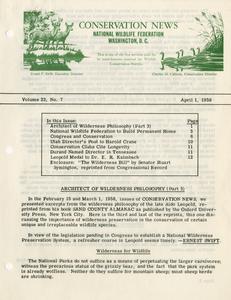 CONSERVATION NEWS
NATIONAL WILDLIFE FEDERATION
WASHINGTON, D. C.
Volume 23, No. 7 April 1, 1958
In this Issue: Page
Architect of Wilderness Philosophy (Part 3) 1
National Wildlife Federation to Build Permanent Home 5
Congress and Conservation 6
Utah Director's Post to Harold Crane 10
Conservation Clubs Cite Longevity 11
Durand Named Director in Tennessee 11
Leopold Medal to Dr. E. R. Kalmbach 12
Enclosure: "The Wilderness Bill" by Senator Stuart
Symington, reprinted from the Congressional Record
ARCHITECT OF WILDERNESS PHILOSOPHY (Part 3)
In the February 15 and March 1, 1958, issues of CONSERVATION NEWS, we
presented excerpts from the writings of the late Aldo Leopold, re-
printed from his book SAND COUNTY ALMANAC as published by the Oxford Univer-
Press, New York City. Here is the third and last of the reprints, this one dis-
cussing the importance of wilderness preservation in the conservation of certain
unique and irreplaceable wildlife species.
In view of the legislation pending in Congress to establish a National Wilderness
Preservation System, a refresher course in Leopold seems timely. --ERNEST SWIFT.
Wilderness for Wildlife
The National Parks do not suffice as a means of perpetuating the larger carnivores;
witness the precarious status of the grizzly bear, and the fact that the park system
is already wolfless. Neither do they suffice for mountain sheep; most sheep herds
are shrinking.